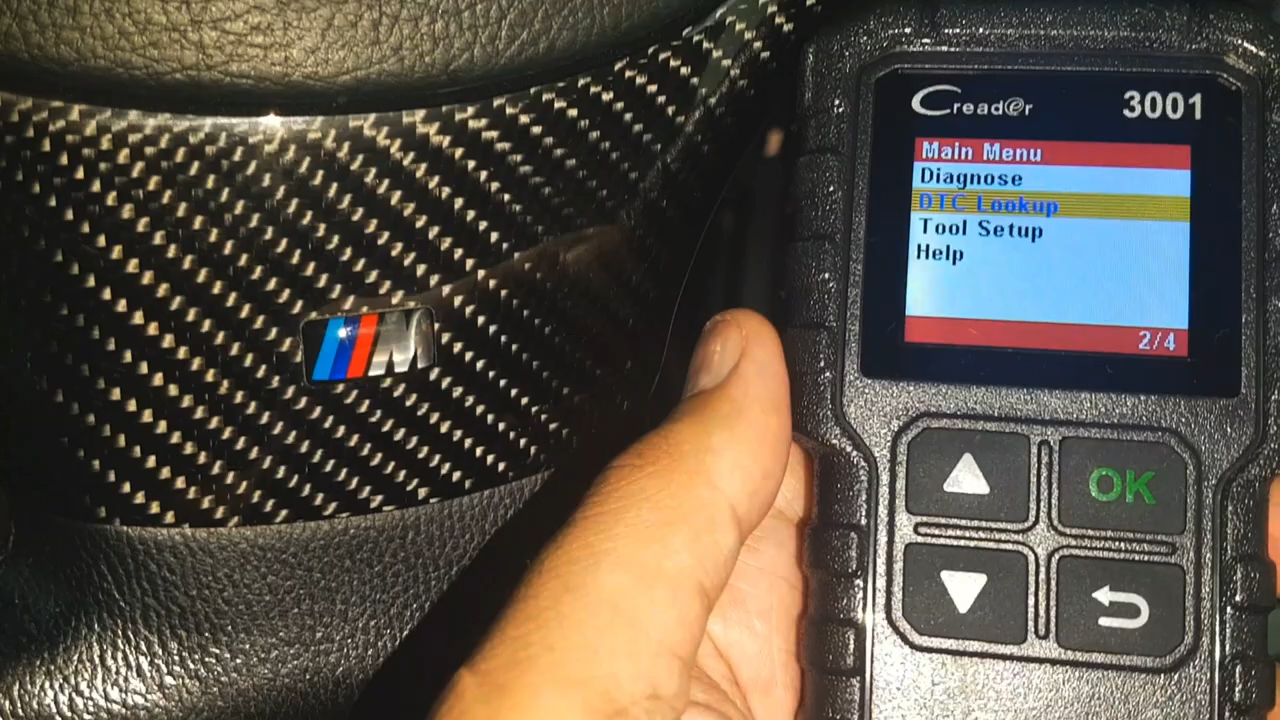 M
Creader 3001
Main Menu
Diagnose
DTC Lookup
Tool Setup
Help
2/4
OK